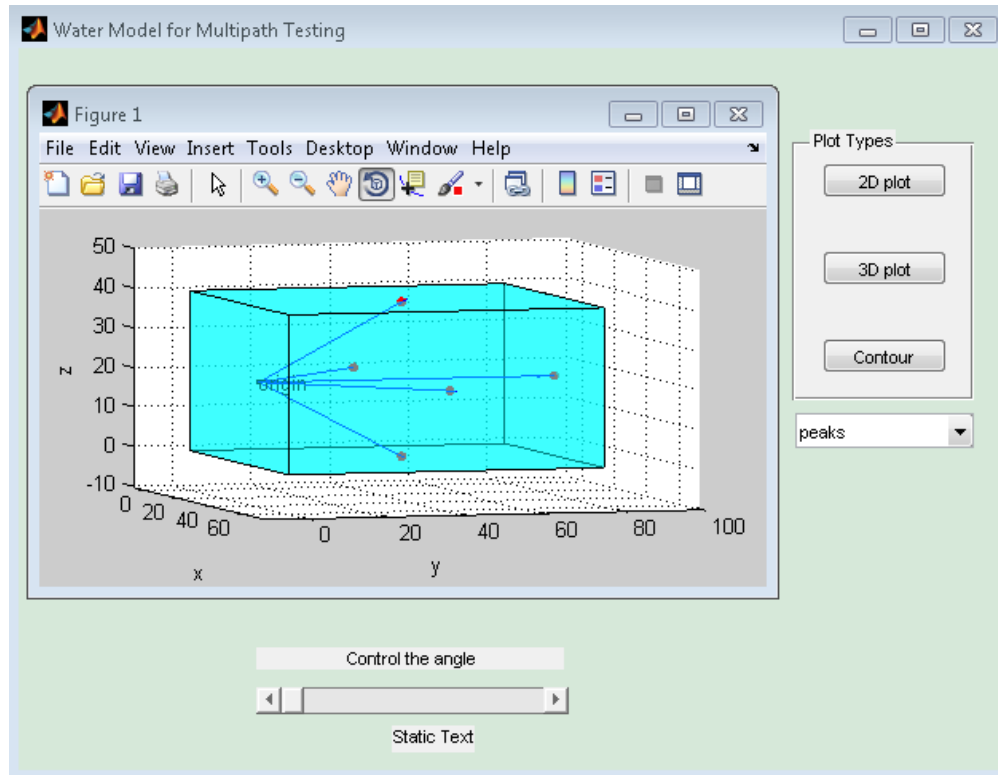 Water Model for Multipath Testing
Figure 1
File Edit View Insert Tools Desktop Window Help
Plot Types
2D plot
3D plot
Contour
peaks
50
40
30
20
10
0
-10
z
origin
0 20 40 60
x
0 20 40 60 80 100
y
Control the angle
Static Text